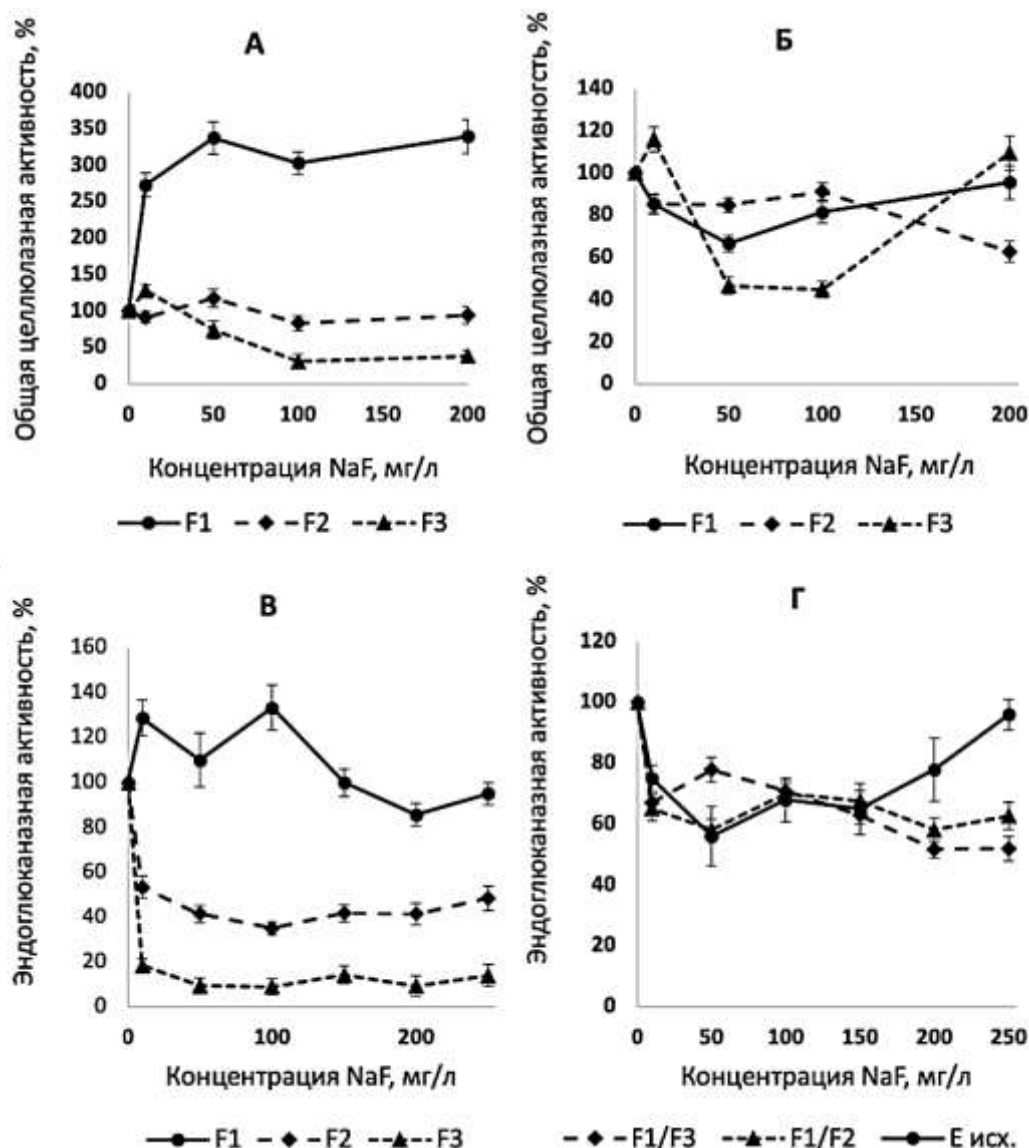 А
Общая целлюлазная активность, %
400
350
300
250
200
150
100
50
0
0 50 100 150 200
Концентрация NaF, мг/л
F1 F2 F3
Б
Общая целлюлазная активногсть, %
140
120
100
80
60
40
20
0
0 50 100 150 200
Концентрация NaF, мг/л
F1 F2 F3
В
Эндоглюканазная активность, %
160
140
120
100
80
60
40
20
0
0 100 200
Концентрация NaF, мг/л
F1 F2 F3
Г
Эндоглюканазная активность, %
120
100
80
60
40
20
0
0 50 100 150 200 250
Концентрация NaF, мг/л
F1/F3 F1/F2 Е исх.